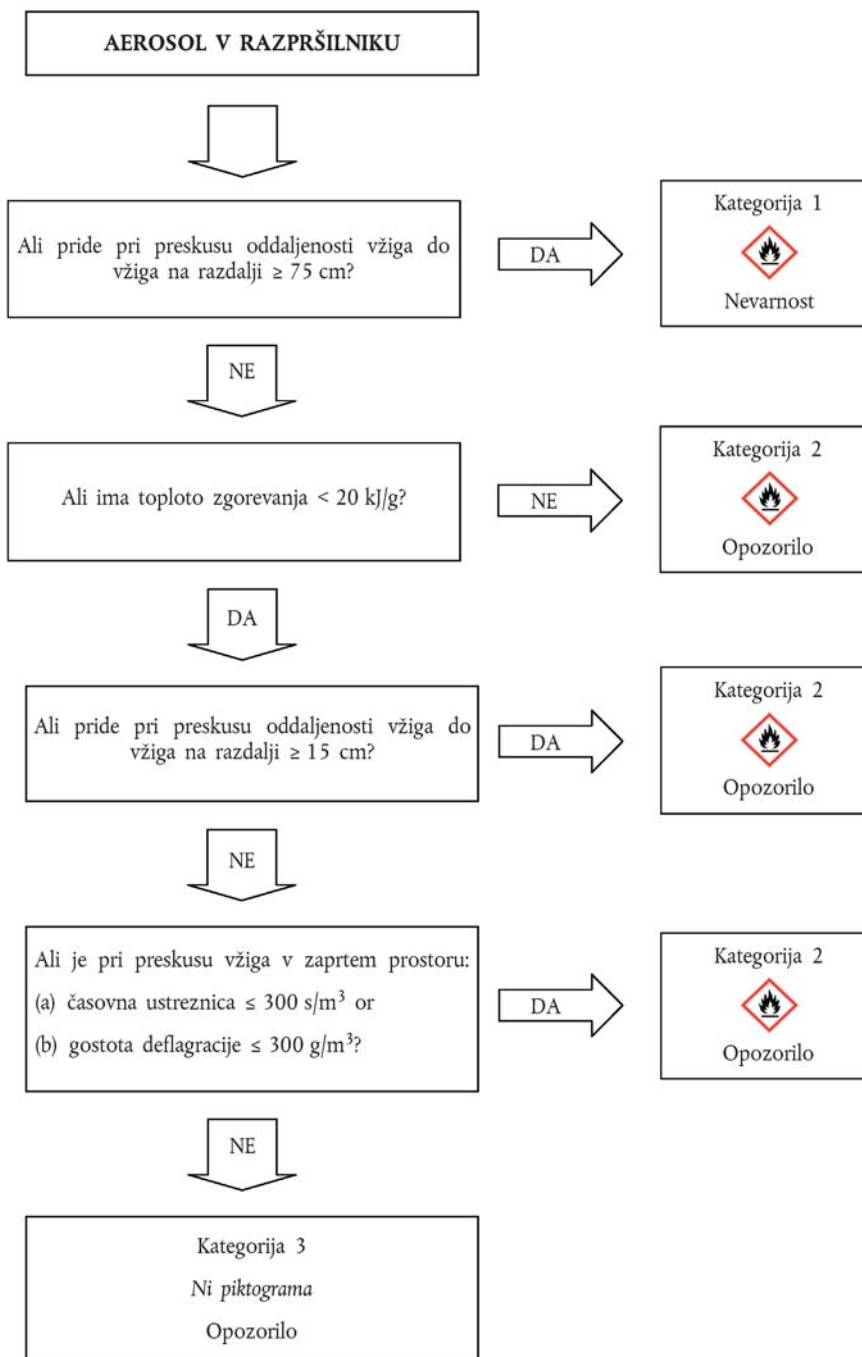 AEROSOL V RAZPRŠILNIKU
Ali pride pri preskusu oddaljenosti vžiga do
vžiga na razdalji ≥ 75 cm?
DA
Kategorija 1
Nevarnost
NE
Ali ima toploto zgorevanja < 20 kJ/g?
NE
Kategorija 2
Opozorilo
DA
Ali pride pri preskusu oddaljenosti vžiga do
vžiga na razdalji ≥ 15 cm?
DA
Kategorija 2
Opozorilo
NE
Ali je pri preskusu vžiga v zaprtem prostoru:
(a) časovna ustreznica ≤ 300 s/m³ or
(b) gostota deflagracije ≤ 300 g/m³?
DA
Kategorija 2
Opozorilo
NE
Kategorija 3
Ni piktograma
Opozorilo